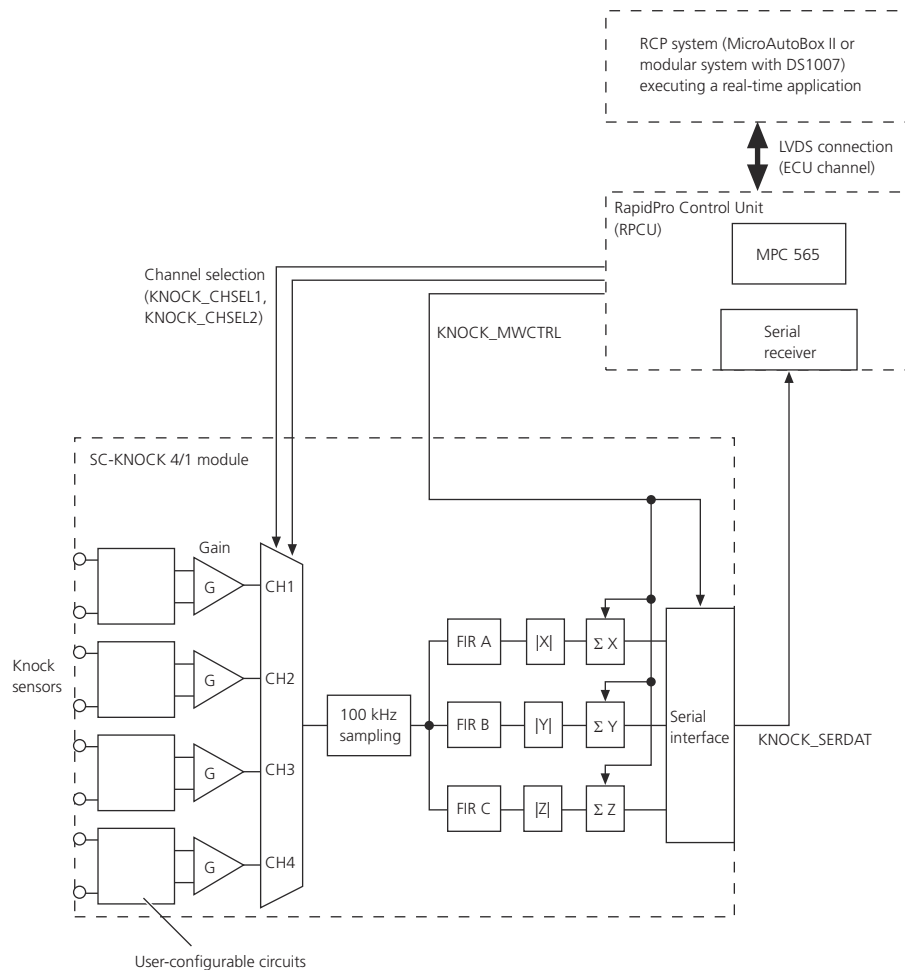 RCP system (MicroAutoBox II or
modular system with DS1007)
executing a real-time application
LVDS connection
(ECU channel)
RapidPro Control Unit
(RPCU)
MPC 565
Serial
receiver
Channel selection
(KNOCK_CHSEL1,
KNOCK_CHSEL2)
KNOCK_MWCTRL
SC-KNOCK 4/1 module
Gain
G
CH1
G
CH2
G
CH3
G
CH4
Knock
sensors
100 kHz
sampling
FIR A
|X|
Σ X
FIR B
|Y|
Σ Y
FIR C
|Z|
Σ Z
Serial
interface
KNOCK_SERDAT
User-configurable circuits